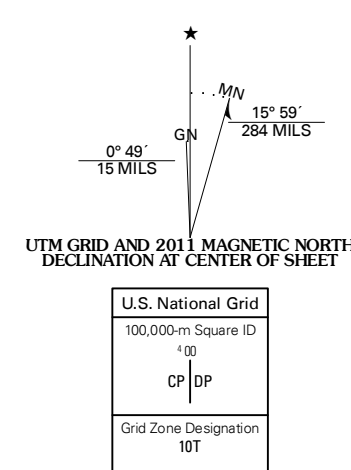 ★
MN
15° 59´
284 MILS
GN
0° 49´
15 MILS
UTM GRID AND 2011 MAGNETIC NORTH
DECLINATION AT CENTER OF SHEET
U.S. National Grid
100,000-m Square ID
4 00
CP DP
Grid Zone Designation
10T